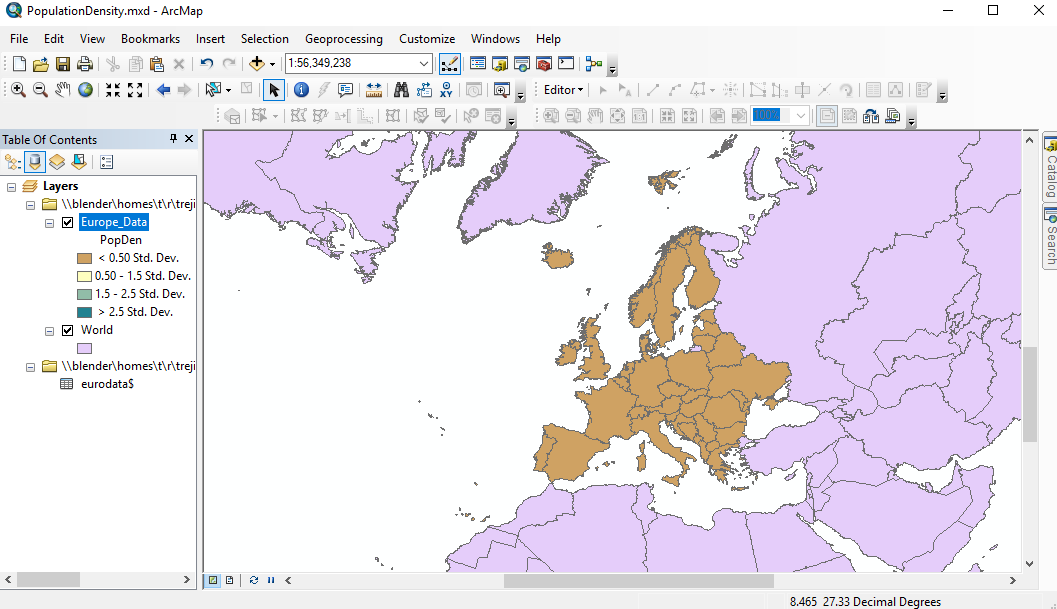 PopulationDensity.mxd - ArcMap
File Edit View Bookmarks Insert Selection Geoprocessing Customize Windows Help
1:56,349,238
Editor
100%
Table Of Contents
Layers
\\blender\homes\t\r\treji
Europe_Data
PopDen
< 0.50 Std. Dev.
0.50 - 1.5 Std. Dev.
1.5 - 2.5 Std. Dev.
> 2.5 Std. Dev.
World
\\blender\homes\t\r\treji
eurodata$
Catalog
Search
8.465 27.33 Decimal Degrees